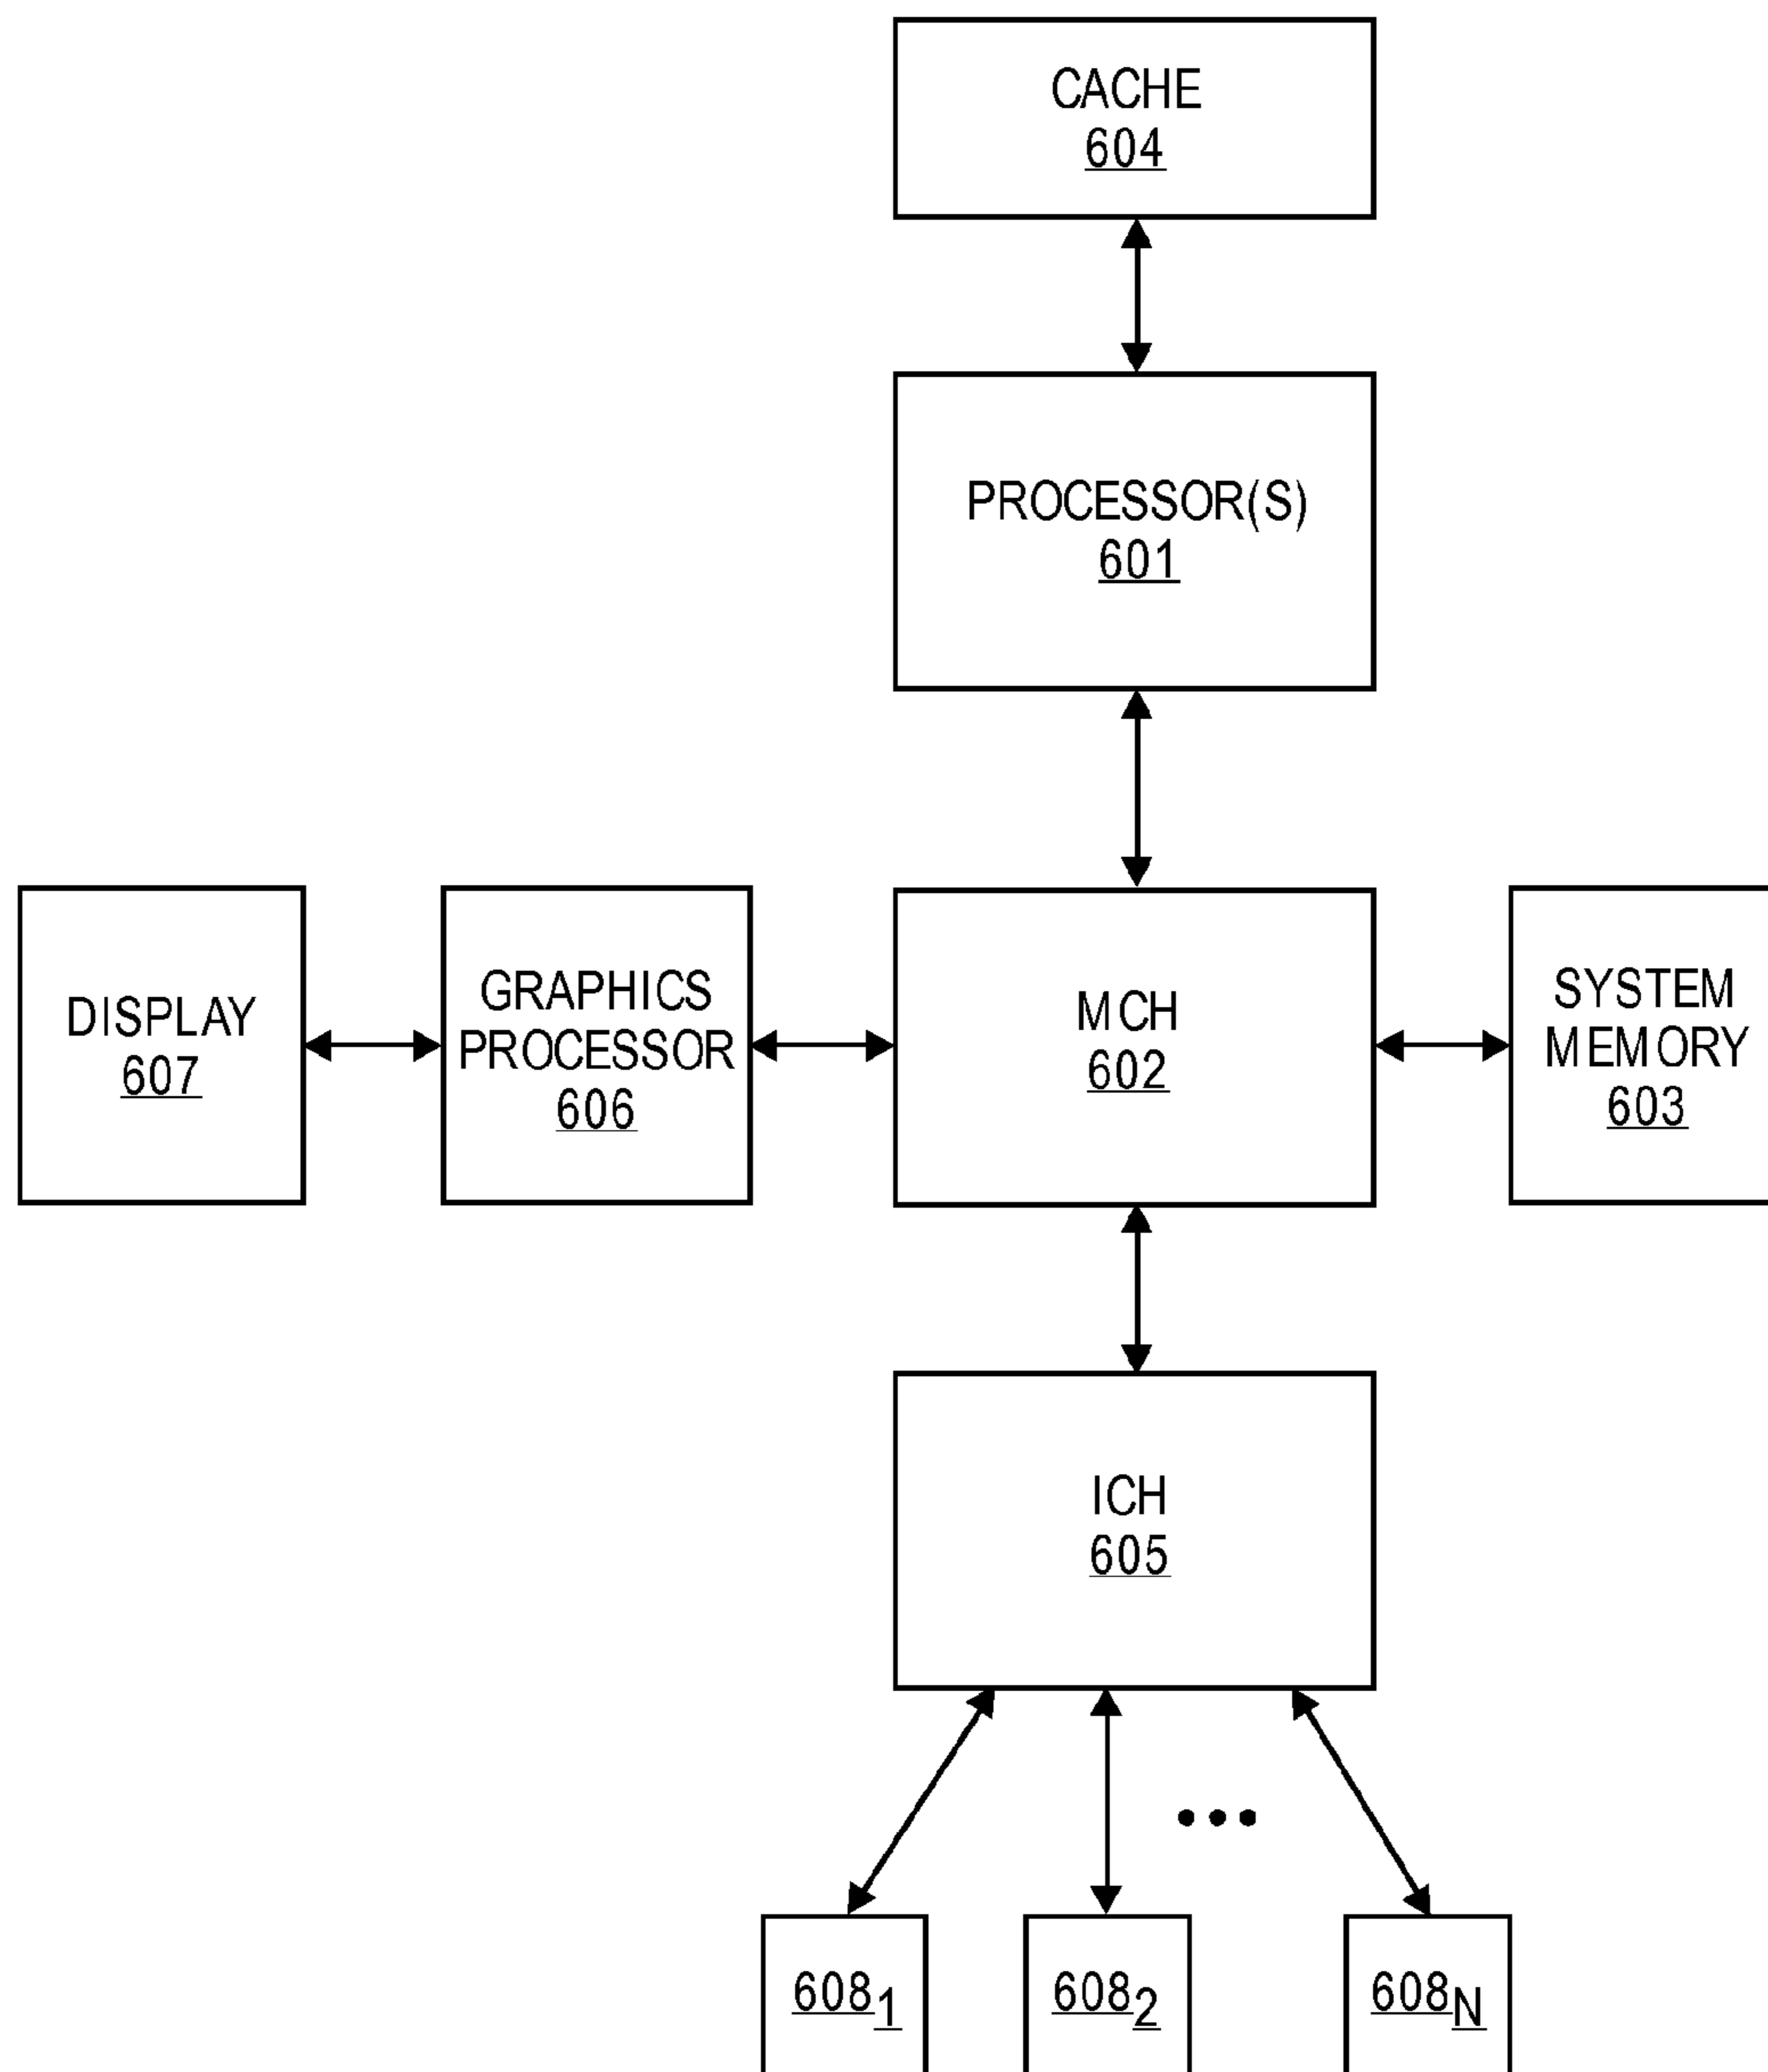 CACHE
604
PROCESSOR(S)
601
DISPLAY
607
GRAPHICS
PROCESSOR
606
MCH
602
SYSTEM
MEMORY
603
ICH
605
608₁
608₂
608N